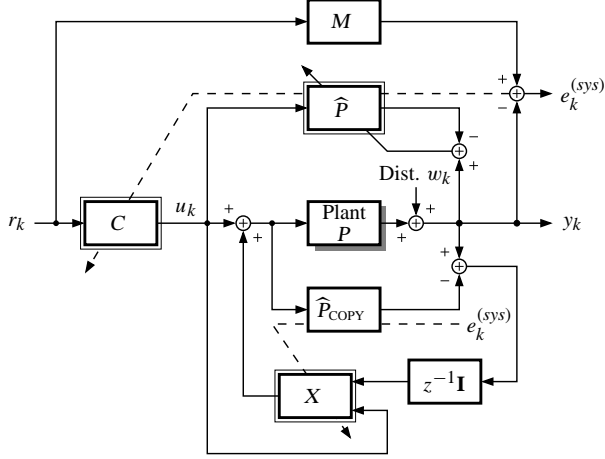 M
+
−
e_k^{(sys)}
P̂
−
+
Dist. w_k
r_k
C
u_k
+
+
Plant
P
+
+
y_k
+
−
P̂_COPY
e_k^{(sys)}
X
z^{−1}I